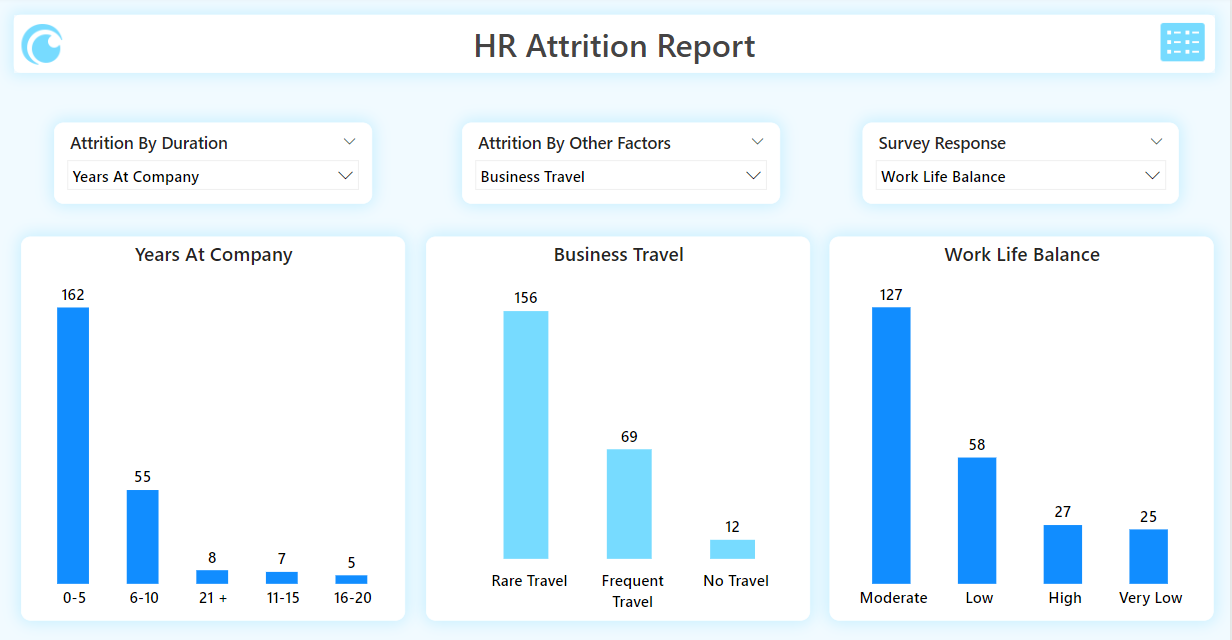 HR Attrition Report
Attrition By Duration
Years At Company
Attrition By Other Factors
Business Travel
Survey Response
Work Life Balance
Years At Company
162
55
8
7
5
0-5
6-10
21 +
11-15
16-20
Business Travel
156
69
12
Rare Travel
Frequent
Travel
No Travel
Work Life Balance
127
58
27
25
Moderate
Low
High
Very Low